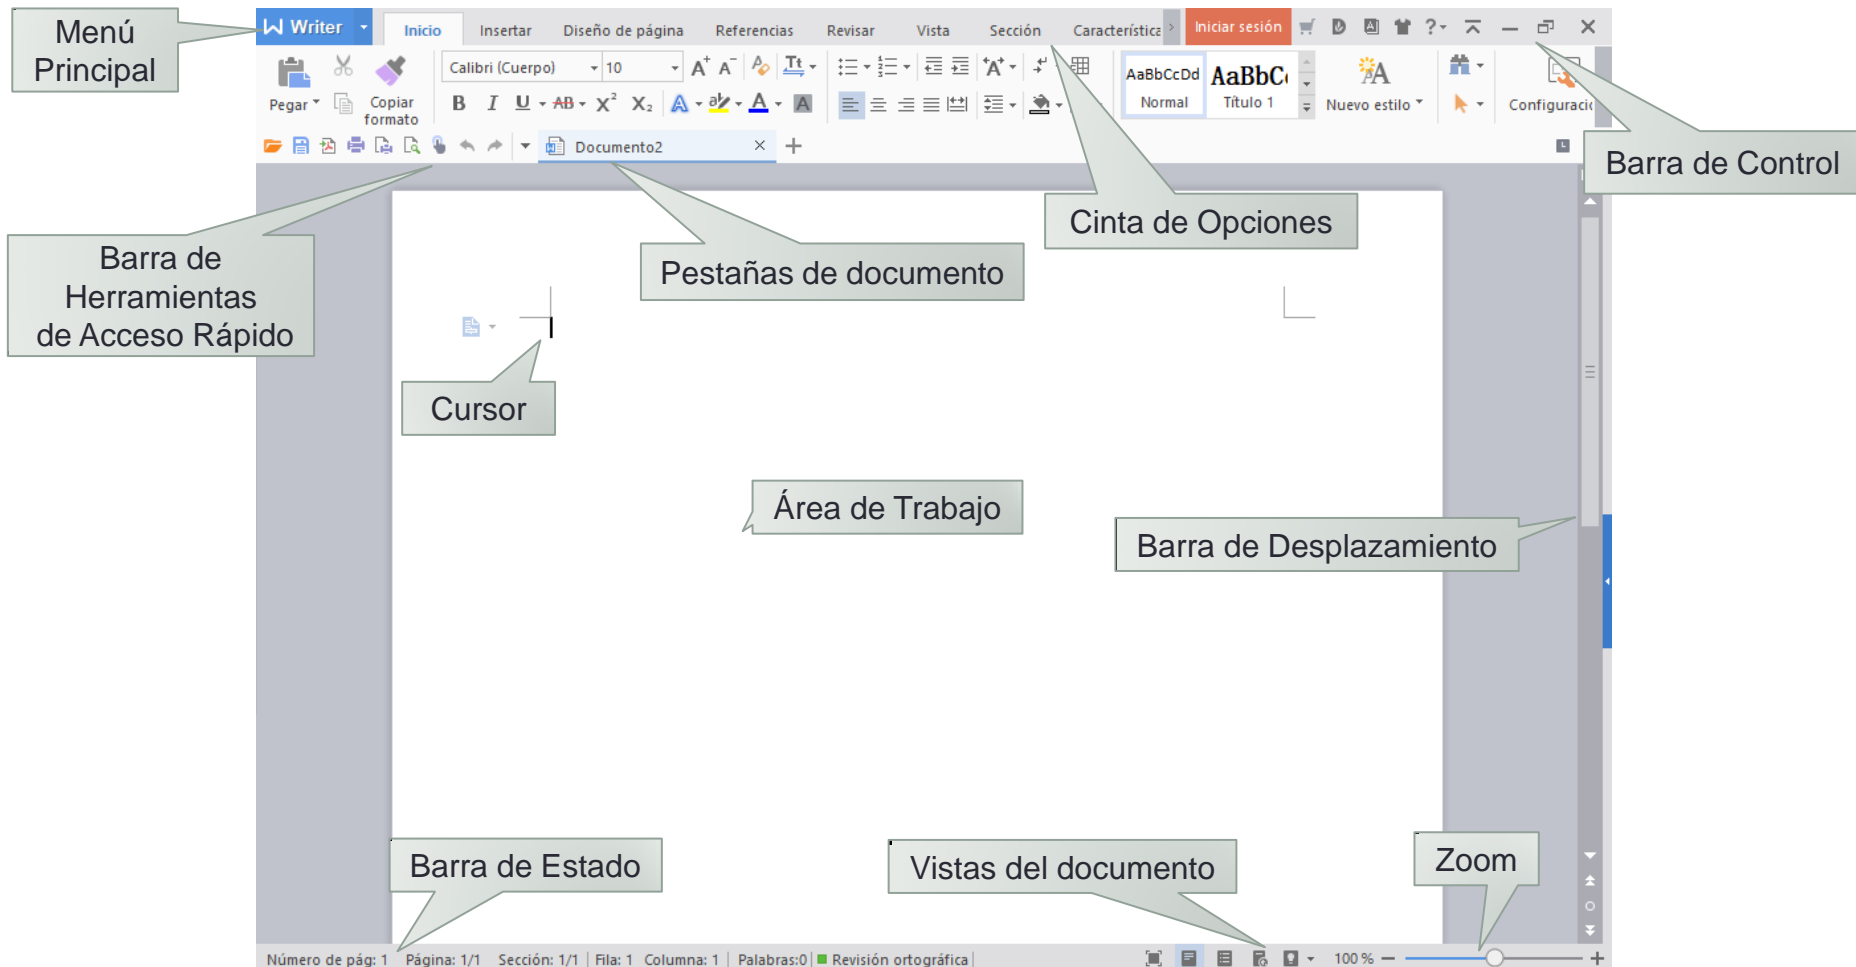 Menú
Principal
Writer
Inicio Insertar Diseño de página Referencias Revisar Vista Sección Característica
Iniciar sesión
?
Calibri (Cuerpo) 10
AaBbCcDd AaBbC
Pegar Copiar
formato
Normal Título 1 Nuevo estilo Configuraci
Documento2
Barra de Control
Cinta de Opciones
Barra de
Herramientas
de Acceso Rápido
Pestañas de documento
Cursor
Área de Trabajo
Barra de Desplazamiento
Barra de Estado
Vistas del documento
Zoom
Número de pág: 1 Página: 1/1 Sección: 1/1 Fila: 1 Columna: 1 Palabras:0 Revisión ortográfica 100 %